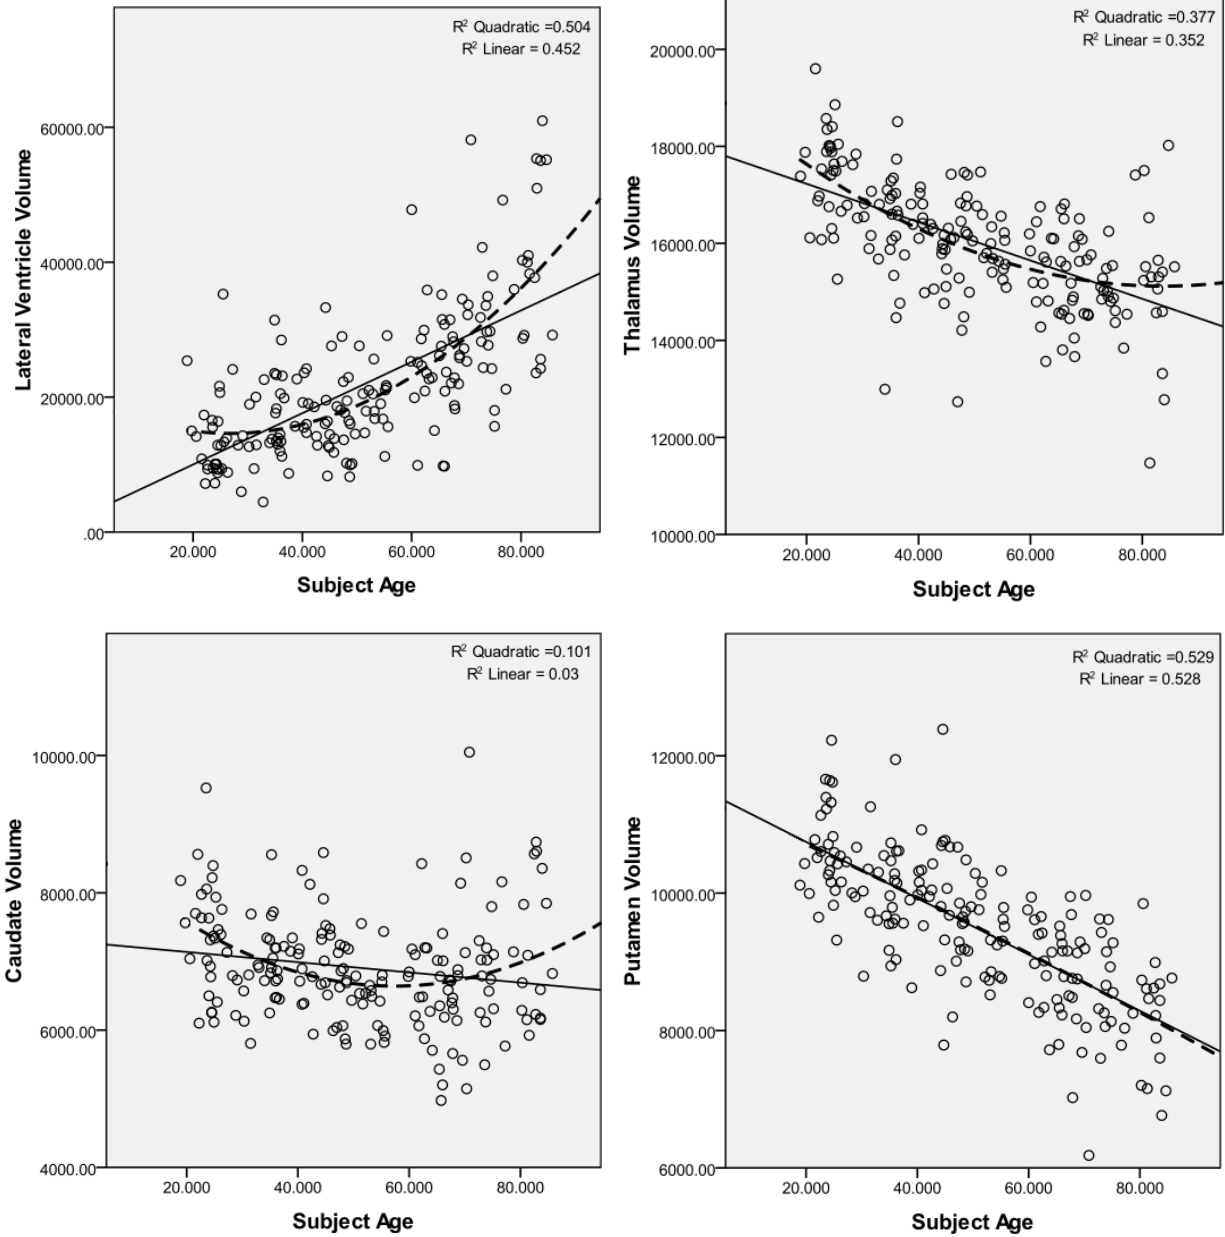 R² Quadratic =0.504
R² Linear = 0.452
60000.00
40000.00
20000.00
.00
Lateral Ventricle Volume
20.000 40.000 60.000 80.000
Subject Age
R² Quadratic =0.377
R² Linear = 0.352
20000.00
18000.00
16000.00
14000.00
12000.00
10000.00
Thalamus Volume
20.000 40.000 60.000 80.000
Subject Age
R² Quadratic =0.101
R² Linear = 0.03
10000.00
8000.00
6000.00
4000.00
Caudate Volume
20.000 40.000 60.000 80.000
Subject Age
R² Quadratic =0.529
R² Linear = 0.528
12000.00
10000.00
8000.00
6000.00
Putamen Volume
20.000 40.000 60.000 80.000
Subject Age